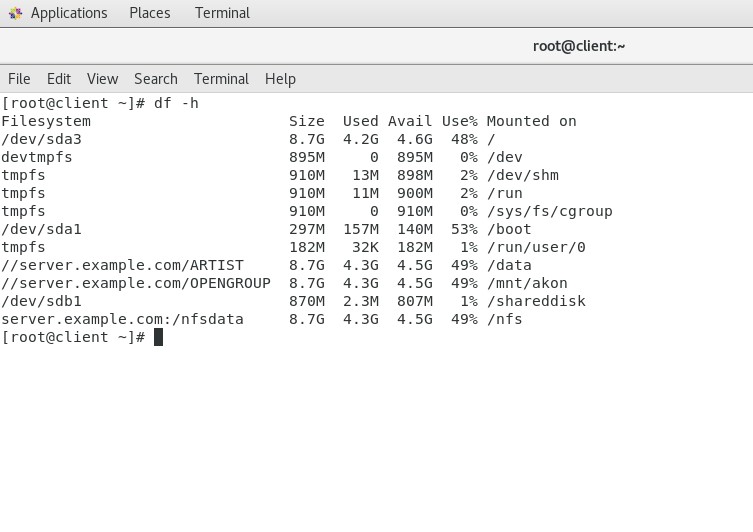 Applications Places Terminal
root@client:~
File Edit View Search Terminal Help
[root@client ~]# df -h
Filesystem                      Size  Used Avail Use% Mounted on
/dev/sda3                       8.7G  4.2G  4.6G  48% /
devtmpfs                        895M     0  895M   0% /dev
tmpfs                           910M   13M  898M   2% /dev/shm
tmpfs                           910M   11M  900M   2% /run
tmpfs                           910M     0  910M   0% /sys/fs/cgroup
/dev/sda1                       297M  157M  140M  53% /boot
tmpfs                           182M   32K  182M   1% /run/user/0
//server.example.com/ARTIST     8.7G  4.3G  4.5G  49% /data
//server.example.com/OPENGROUP  8.7G  4.3G  4.5G  49% /mnt/akon
/dev/sdb1                       870M  2.3M  807M   1% /shareddisk
server.example.com:/nfsdata     8.7G  4.3G  4.5G  49% /nfs
[root@client ~]#